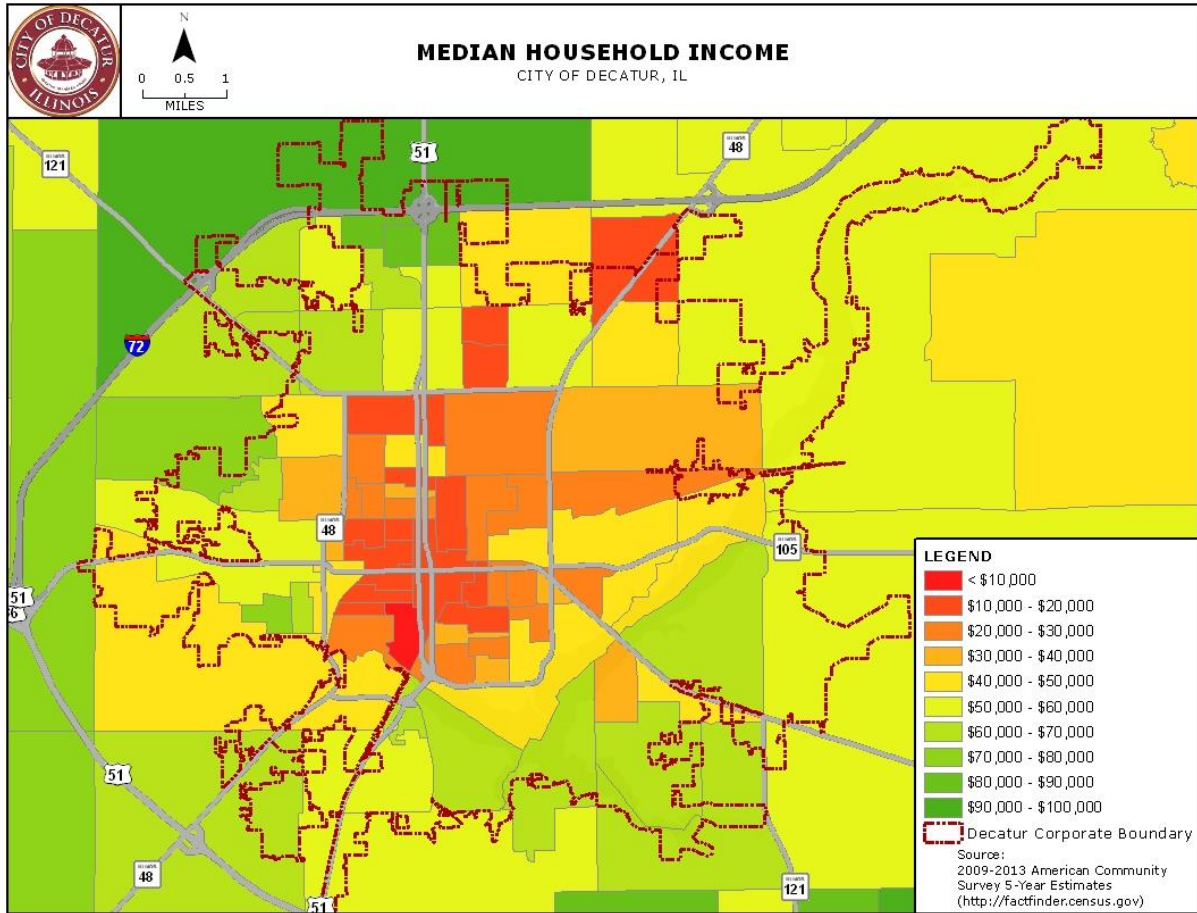 CITY OF DECATUR
ILLINOIS
N
0 0.5 1
MILES
MEDIAN HOUSEHOLD INCOME
CITY OF DECATUR, IL
121
51
48
72
48
105
51
6
51
48
51
121
LEGEND
< $10,000
$10,000 - $20,000
$20,000 - $30,000
$30,000 - $40,000
$40,000 - $50,000
$50,000 - $60,000
$60,000 - $70,000
$70,000 - $80,000
$80,000 - $90,000
$90,000 - $100,000
Decatur Corporate Boundary
Source:
2009-2013 American Community
Survey 5-Year Estimates
(http://factfinder.census.gov)